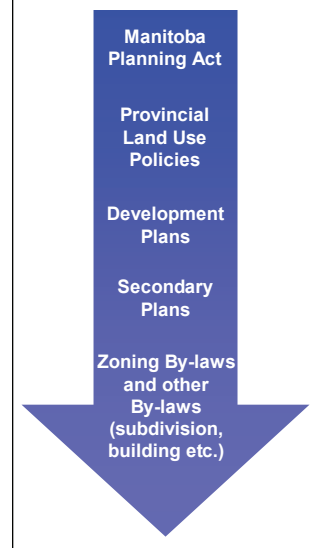 Manitoba
Planning Act
Provincial
Land Use
Policies
Development
Plans
Secondary
Plans
Zoning By-laws
and other
By-laws
(subdivision,
building etc.)